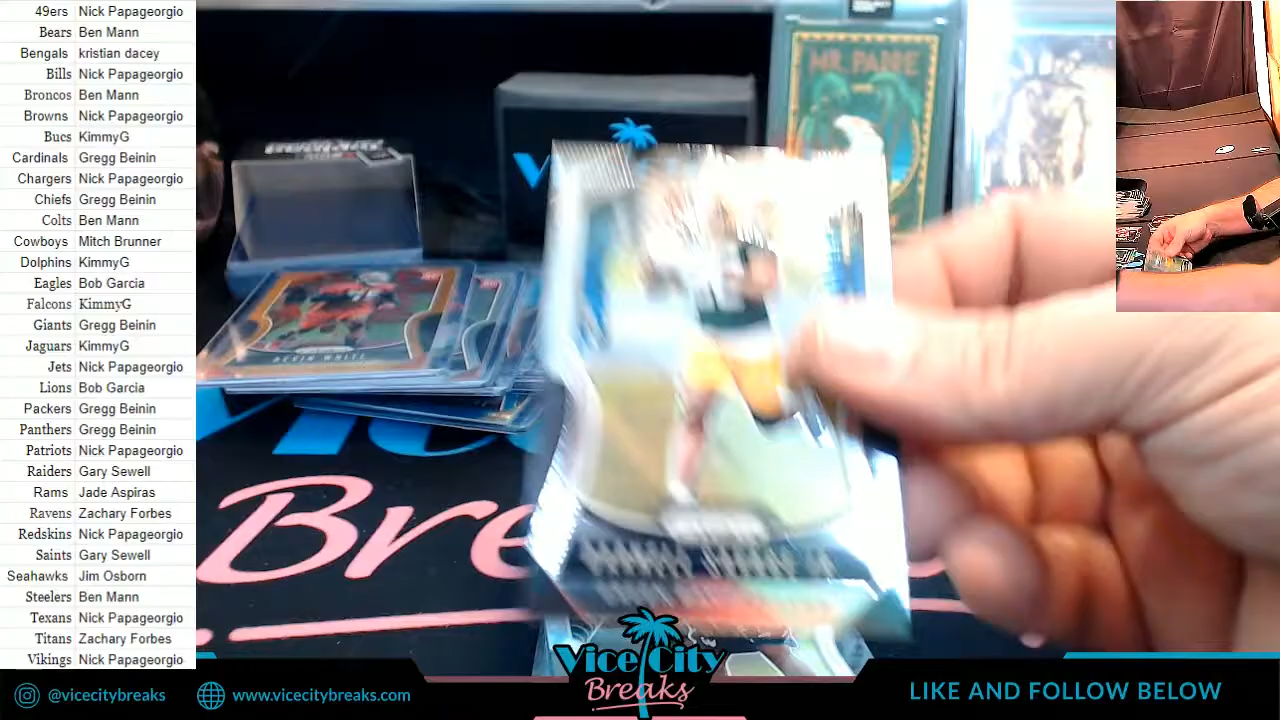 49ers Nick Papageorgio
Bears Ben Mann
Bengals kristian dacey
Bills Nick Papageorgio
Broncos Ben Mann
Browns Nick Papageorgio
Bucs KimmyG
Cardinals Gregg Beinin
Chargers Nick Papageorgio
Chiefs Gregg Beinin
Colts Ben Mann
Cowboys Mitch Brunner
Dolphins KimmyG
Eagles Bob Garcia
Falcons KimmyG
Giants Gregg Beinin
Jaguars KimmyG
Jets Nick Papageorgio
Lions Bob Garcia
Packers Gregg Beinin
Panthers Gregg Beinin
Patriots Nick Papageorgio
Raiders Gary Sewell
Rams Jade Aspiras
Ravens Zachary Forbes
Redskins Nick Papageorgio
Saints Gary Sewell
Seahawks Jim Osborn
Steelers Ben Mann
Texans Nick Papageorgio
Titans Zachary Forbes
Vikings Nick Papageorgio
MR. PADRE
DEVIN WHITE
Bre
Vice City
Breaks
@vicecitybreaks
www.vicecitybreaks.com
LIKE AND FOLLOW BELOW